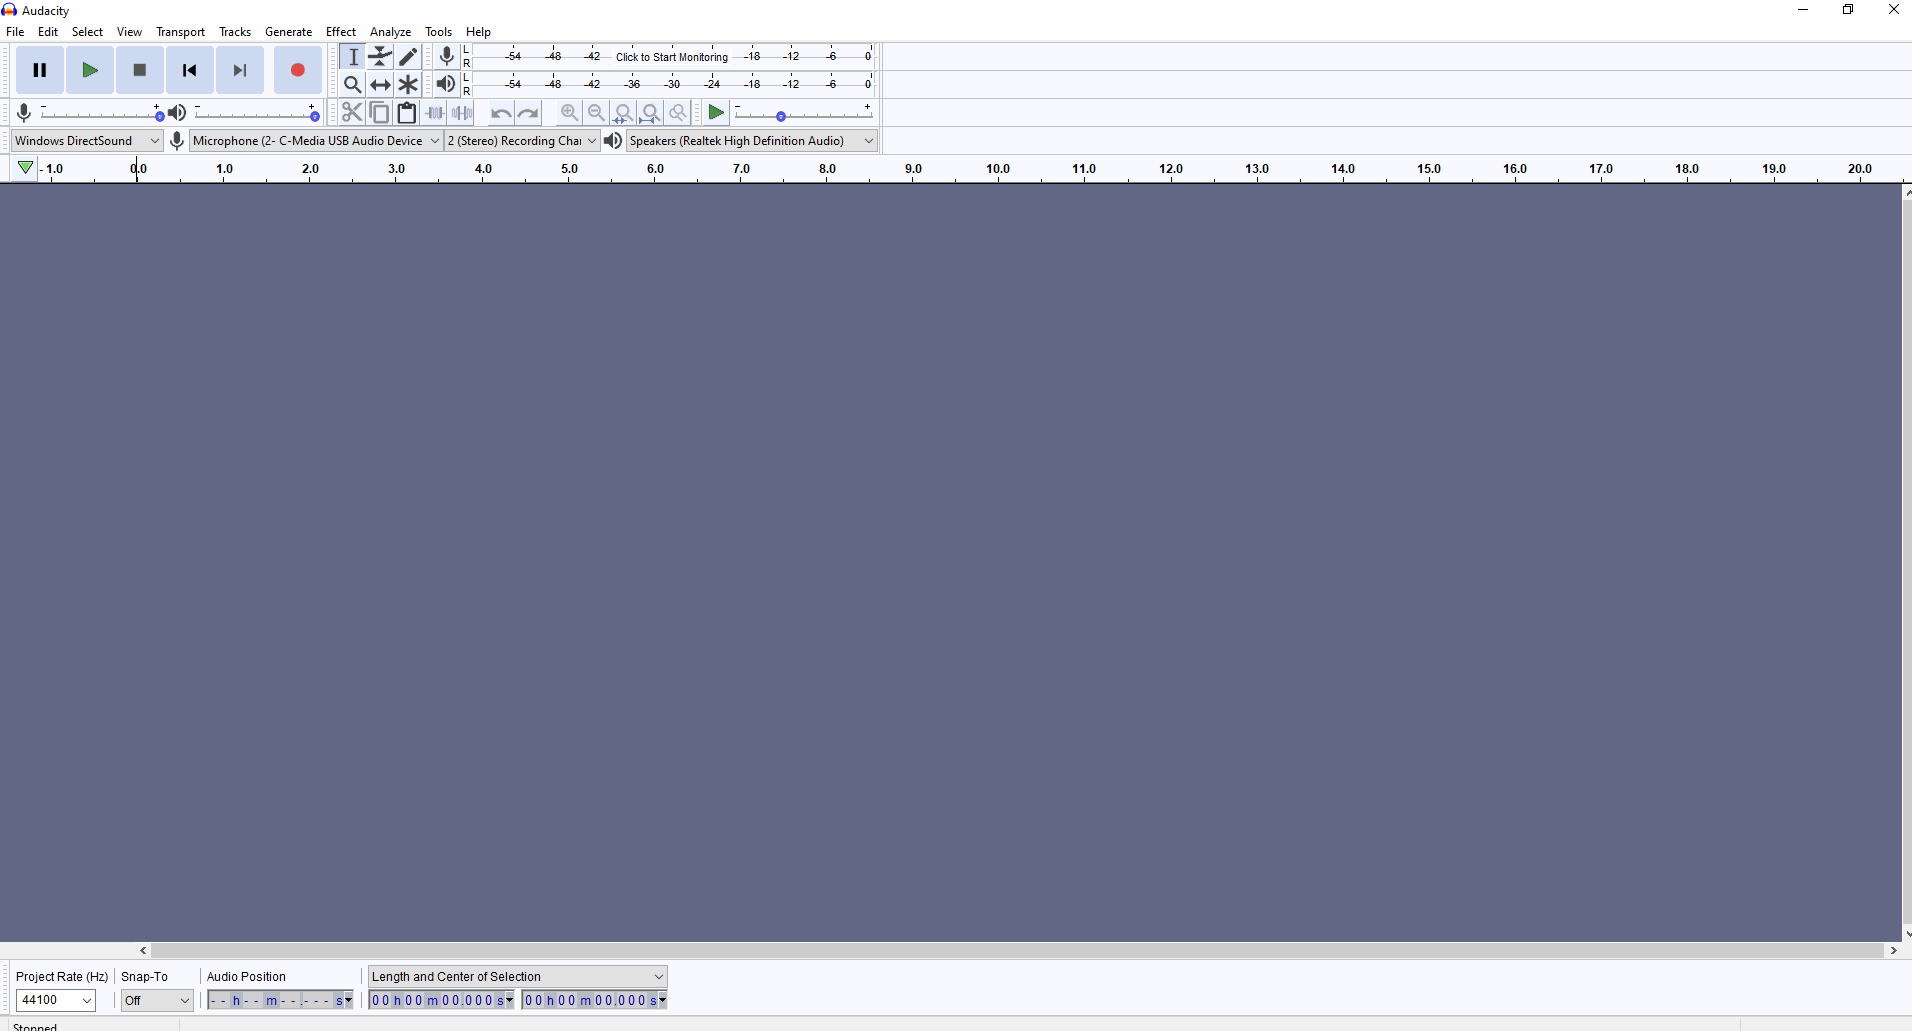 Audacity
File Edit Select View Transport Tracks Generate Effect Analyze Tools Help
L -54 -48 -42 Click to Start Monitoring -18 -12 -6 0
R
L -54 -48 -42 -36 -30 -24 -18 -12 -6 0
R
- + - + - +
Windows DirectSound Microphone (2- C-Media USB Audio Device 2 (Stereo) Recording Chai Speakers (Realtek High Definition Audio)
- 1.0 0.0 1.0 2.0 3.0 4.0 5.0 6.0 7.0 8.0 9.0 10.0 11.0 12.0 13.0 14.0 15.0 16.0 17.0 18.0 19.0 20.0
Project Rate (Hz) Snap-To Audio Position Length and Center of Selection
44100 Off - - h - - m - - . - - - s 00 h 00 m 00.000 s 00 h 00 m 00.000 s
Stopped